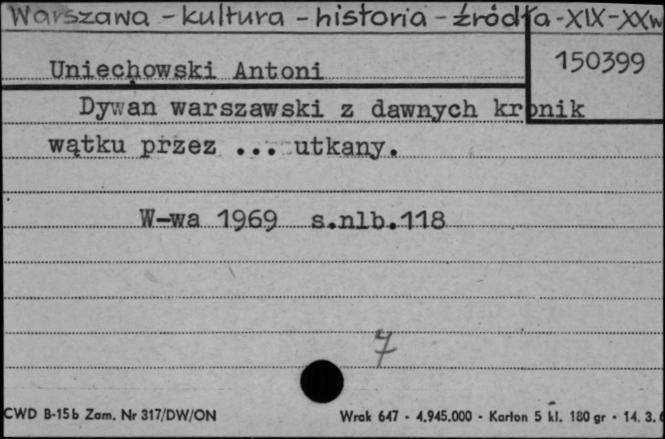 Warszawa - kultura - historia - źródła - XIX - XXw
150399
Uniechowski Antoni
Dywan warszawski z dawnych kronik
wątku przez ... utkany.
W-wa 1969 s.nlb.118
7
CWD B-15b Zam. Nr 317/DW/ON
Wrak 647 - 4.945.000 - Karton 5 kl. 180 gr - 14. 3. 6